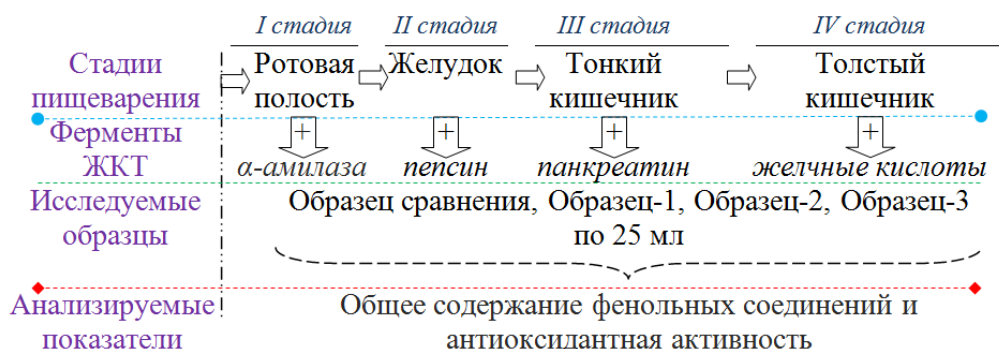 I стадия II стадия III стадия IV стадия
Стадии пищеварения Ротовая полость Желудок Тонкий кишечник Толстый кишечник
+ + + +
Ферменты ЖКТ α-амилаза пепсин панкреатин желчные кислоты
Исследуемые образцы Образец сравнения, Образец-1, Образец-2, Образец-3
по 25 мл
Анализируемые показатели Общее содержание фенольных соединений и
антиоксидантная активность